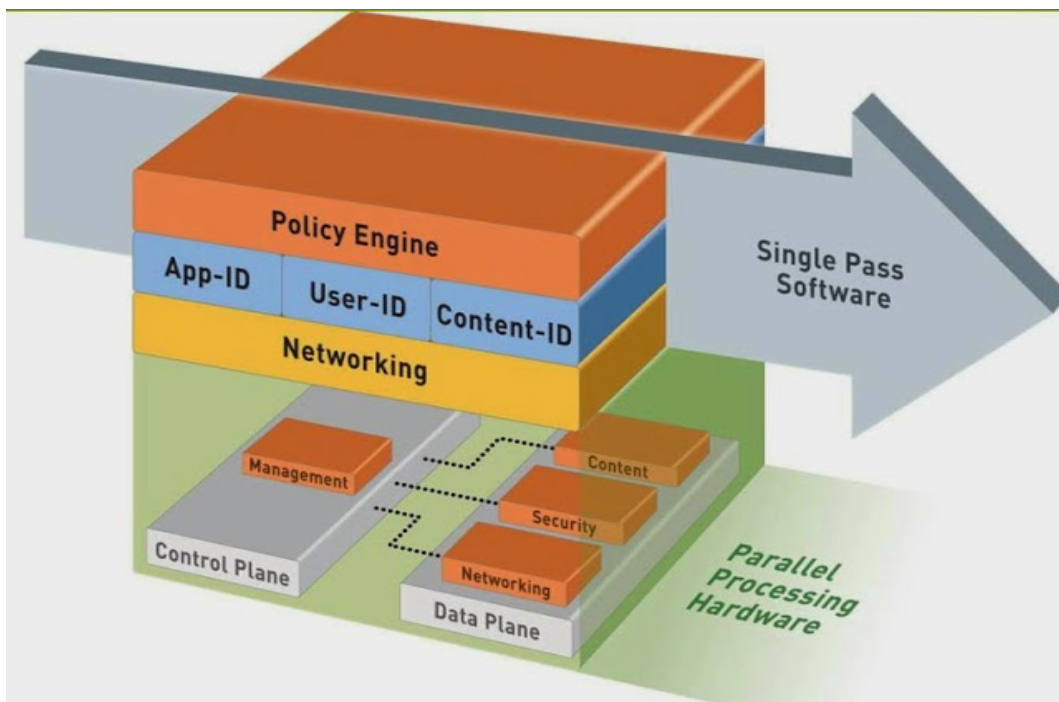 Policy Engine
App-ID
User-ID
Content-ID
Networking
Single Pass
Software
Management
Content
Security
Networking
Control Plane
Data Plane
Parallel
Processing
Hardware